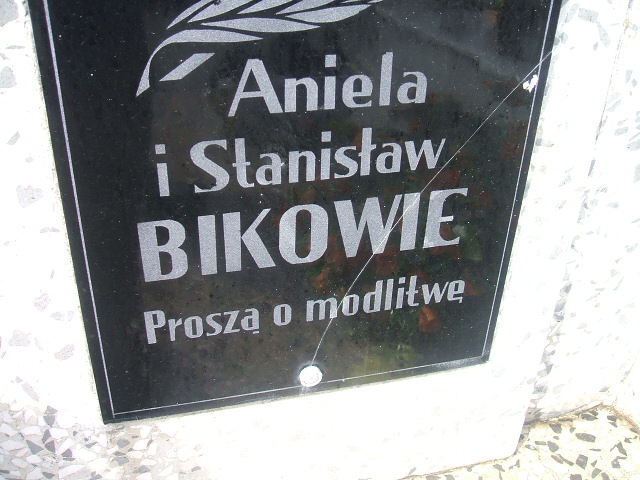 Aniela
i Stanisław
BIKOWIE
Proszą o modlitwę